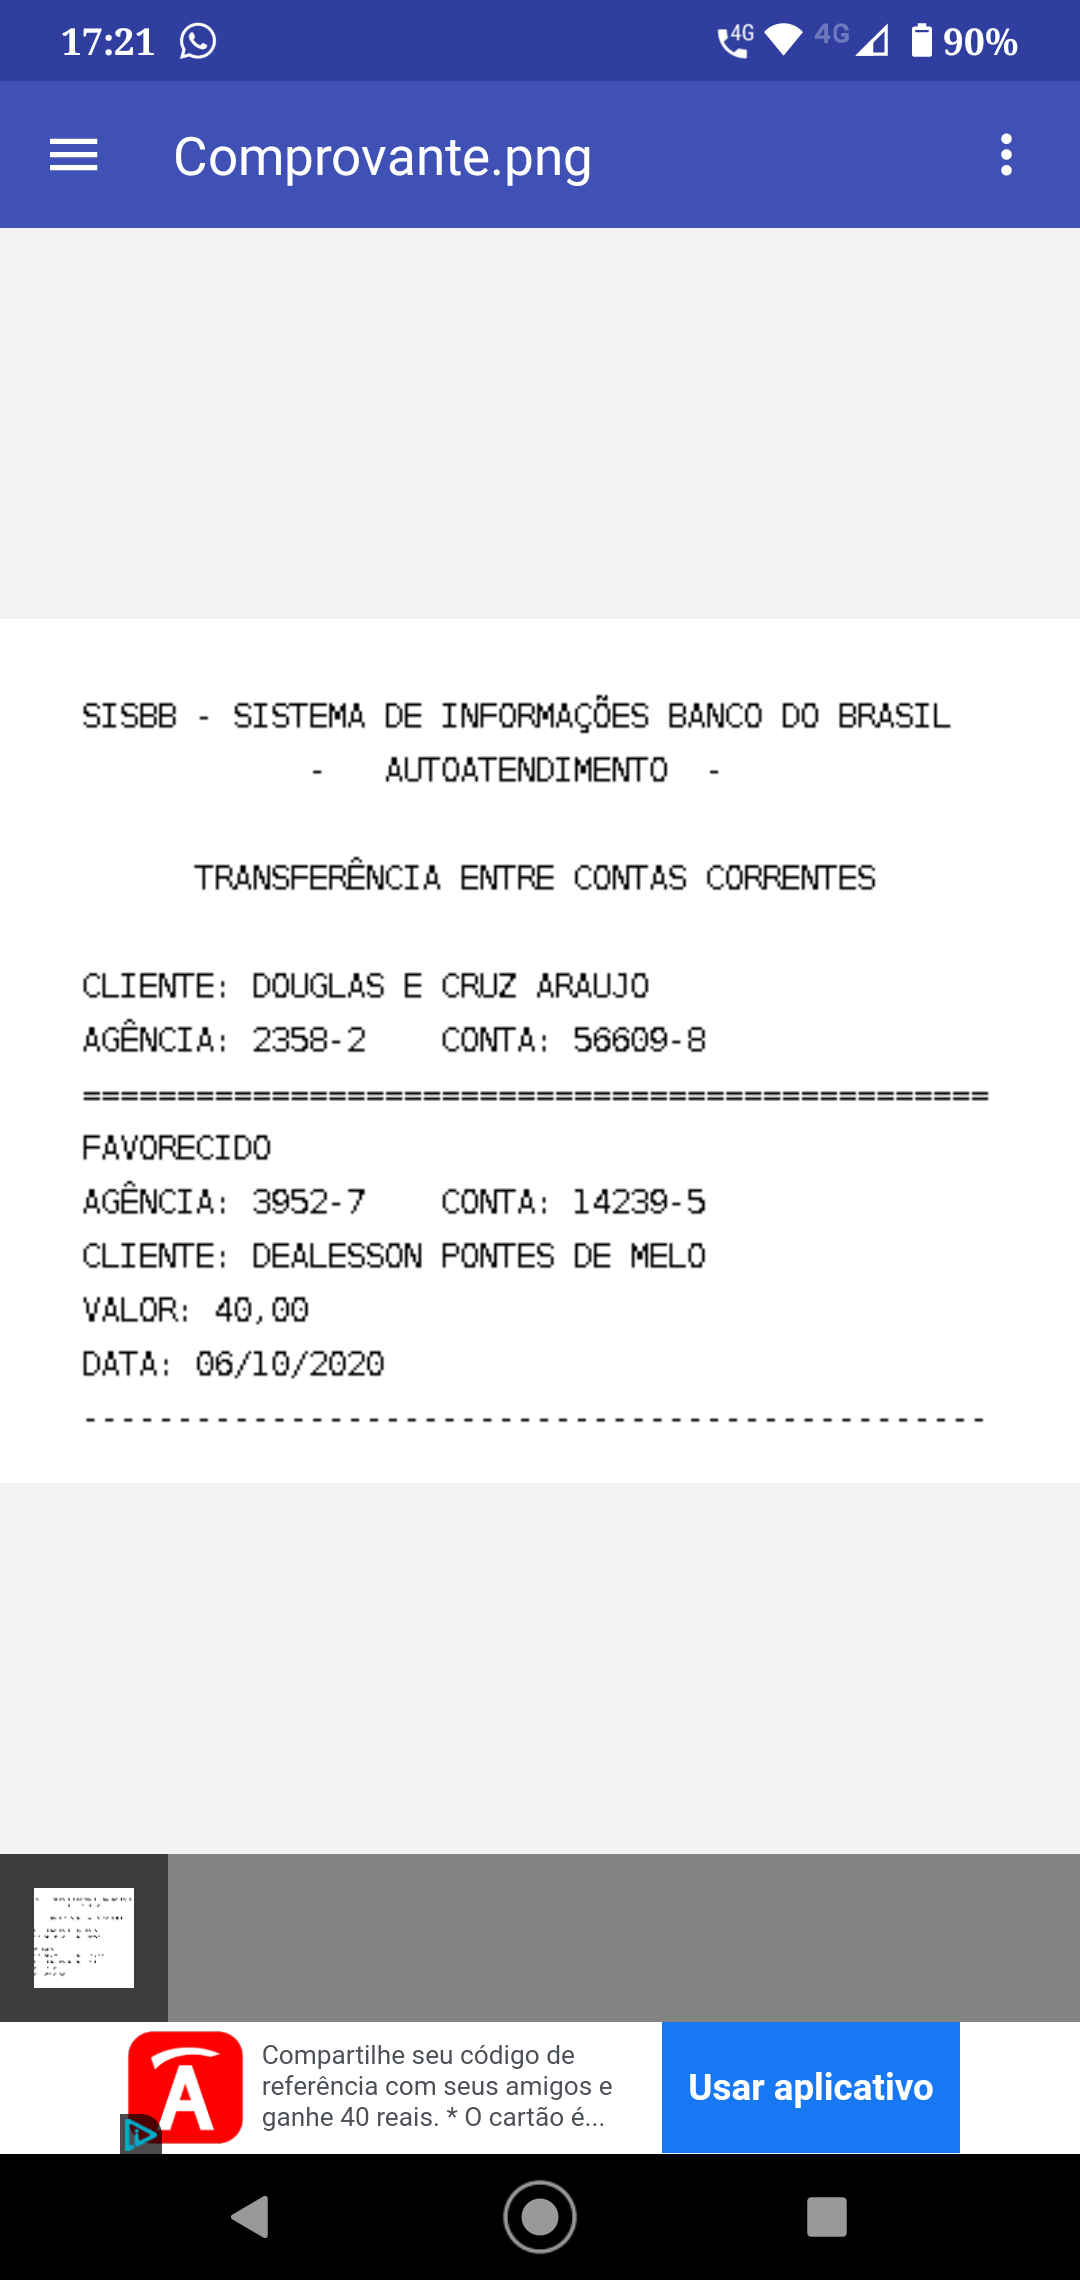 17:21
4G
4G
90%
Comprovante.png
SISBB - SISTEMA DE INFORMAÇÕES BANCO DO BRASIL
- AUTOATENDIMENTO -
TRANSFERÊNCIA ENTRE CONTAS CORRENTES
CLIENTE: DOUGLAS E CRUZ ARAUJO
AGÊNCIA: 2358-2 CONTA: 56609-8
================================================
FAVORECIDO
AGÊNCIA: 3952-7 CONTA: 14239-5
CLIENTE: DEALESSON PONTES DE MELO
VALOR: 40,00
DATA: 06/10/2020
------------------------------------------------
Compartilhe seu código de
referência com seus amigos e
ganhe 40 reais. * O cartão é...
Usar aplicativo